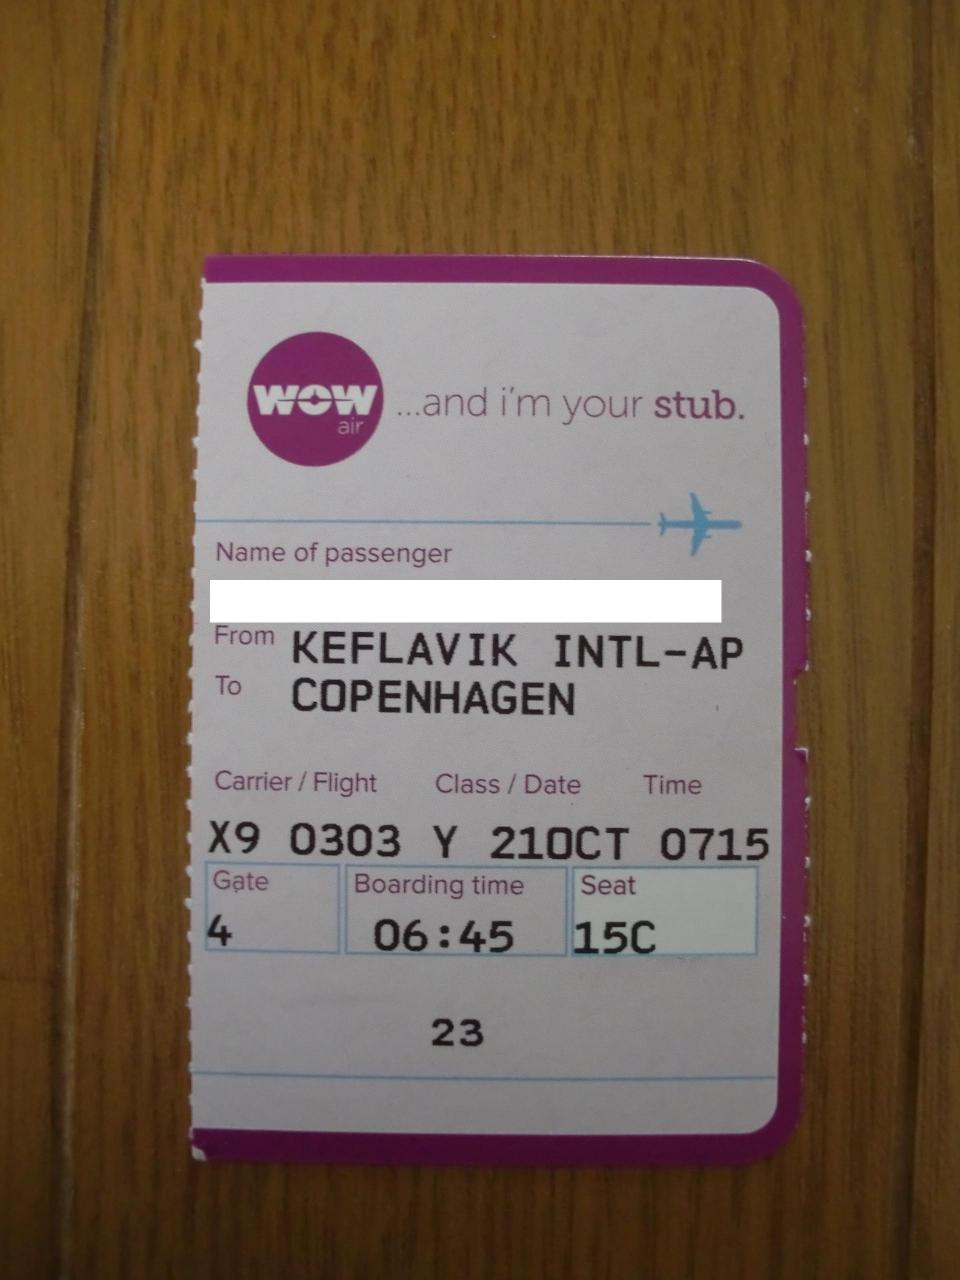 wow
air
...and i'm your stub.
Name of passenger
From KEFLAVIK INTL-AP
To COPENHAGEN
Carrier / Flight Class / Date Time
X9 0303 Y 21OCT 0715
Gate Boarding time Seat
4 06:45 15C
23